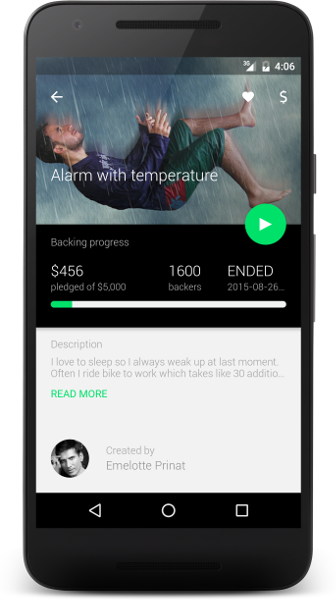 3G 4:06
$
Alarm with temperature
Backing progress
$456 1600 ENDED
pledged of $5,000 backers 2015-08-26...
Description
I love to sleep so I always weak up at last moment.
Often I ride bike to work which takes like 30 additio...
READ MORE
Created by
Emelotte Prinat